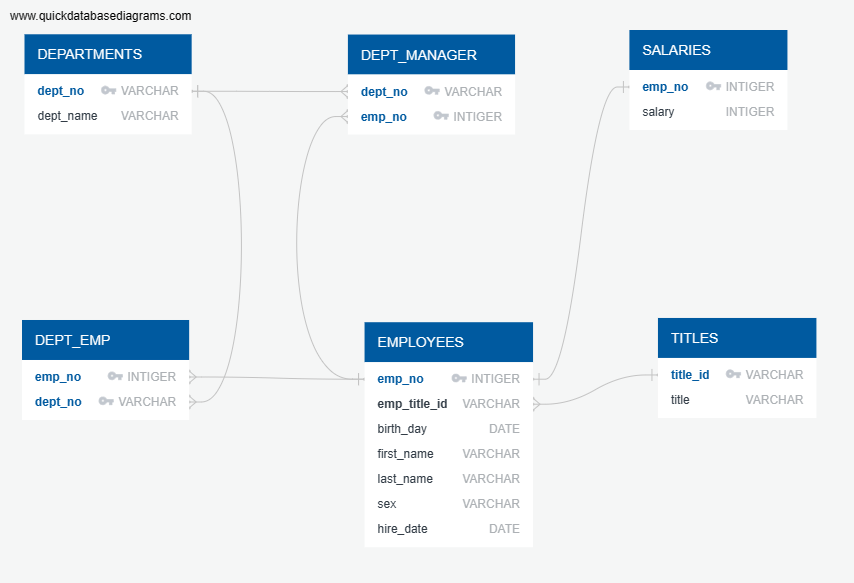 www.quickdatabasediagrams.com
DEPARTMENTS
dept_no VARCHAR
dept_name VARCHAR
DEPT_MANAGER
dept_no VARCHAR
emp_no INTIGER
SALARIES
emp_no INTIGER
salary INTIGER
DEPT_EMP
emp_no INTIGER
dept_no VARCHAR
EMPLOYEES
emp_no INTIGER
emp_title_id VARCHAR
birth_day DATE
first_name VARCHAR
last_name VARCHAR
sex VARCHAR
hire_date DATE
TITLES
title_id VARCHAR
title VARCHAR